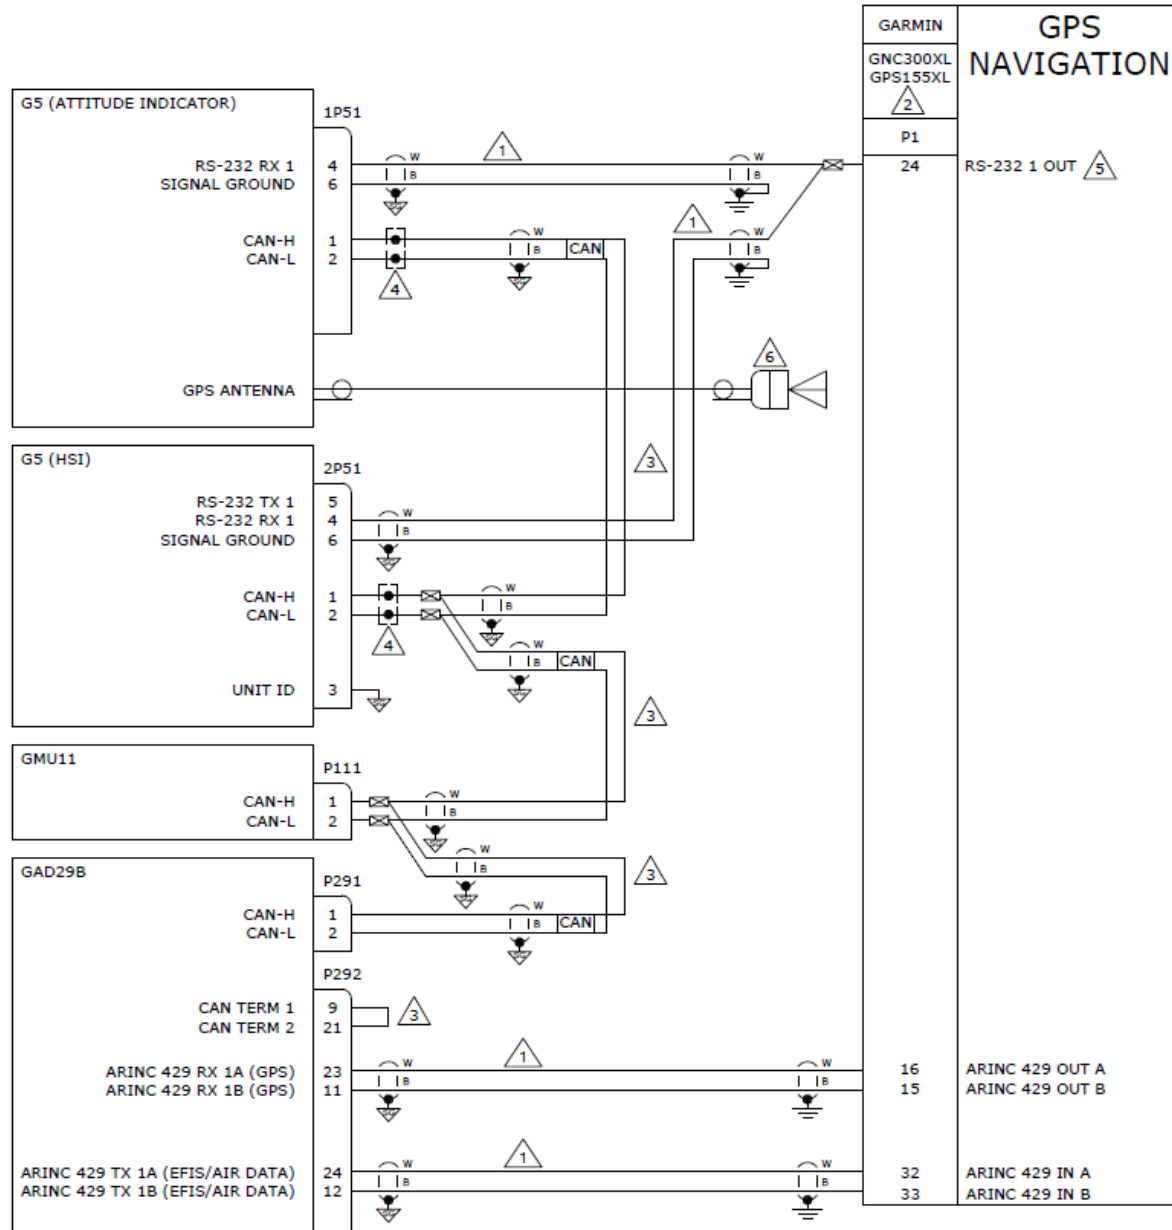 GARMIN
GPS
NAVIGATION
GNC300XL
GPS155XL
2
P1
24 RS-232 1 OUT 5
G5 (ATTITUDE INDICATOR)
1P51
RS-232 RX 1 4 W 1 W
SIGNAL GROUND 6 B B
CAN-H 1 W 1 W
CAN-L 2 B CAN B
4
6
GPS ANTENNA
G5 (HSI)
2P51
3
RS-232 TX 1 5
RS-232 RX 1 4 W
SIGNAL GROUND 6 B
CAN-H 1 W
CAN-L 2 B
4
W
B CAN
UNIT ID 3
3
GMU11
P111
CAN-H 1 W
CAN-L 2 B
W
B
3
GAD29B
P291
CAN-H 1 W
CAN-L 2 B CAN
P292
CAN TERM 1 9
CAN TERM 2 21
3
ARINC 429 RX 1A (GPS) 23 W 1 W 16 ARINC 429 OUT A
ARINC 429 RX 1B (GPS) 11 B B 15 ARINC 429 OUT B
ARINC 429 TX 1A (EFIS/AIR DATA) 24 W 1 W 32 ARINC 429 IN A
ARINC 429 TX 1B (EFIS/AIR DATA) 12 B B 33 ARINC 429 IN B